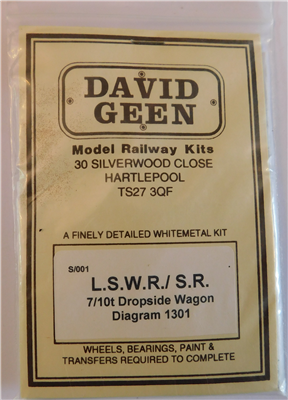 DAVID
GEEN
Model Railway Kits
30 SILVERWOOD CLOSE
HARTLEPOOL
TS27 3QF
A FINELY DETAILED WHITEMETAL KIT
S/001
L.S.W.R./ S.R.
7/10t Dropside Wagon
Diagram 1301
WHEELS, BEARINGS, PAINT &
TRANSFERS REQUIRED TO COMPLETE